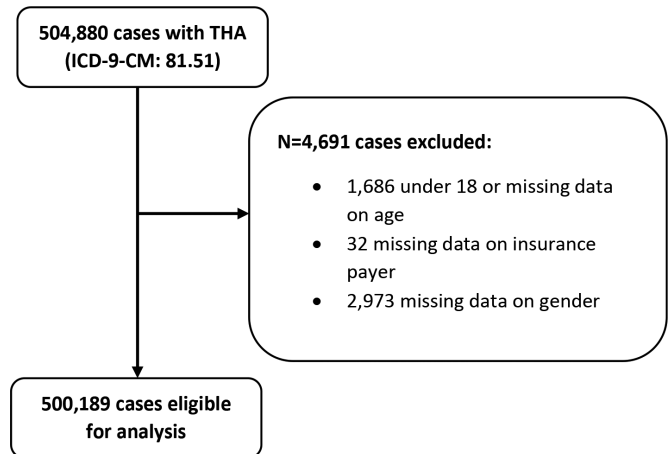 504,880 cases with THA
(ICD-9-CM: 81.51)
N=4,691 cases excluded:
• 1,686 under 18 or missing data
on age
• 32 missing data on insurance
payer
• 2,973 missing data on gender
500,189 cases eligible
for analysis